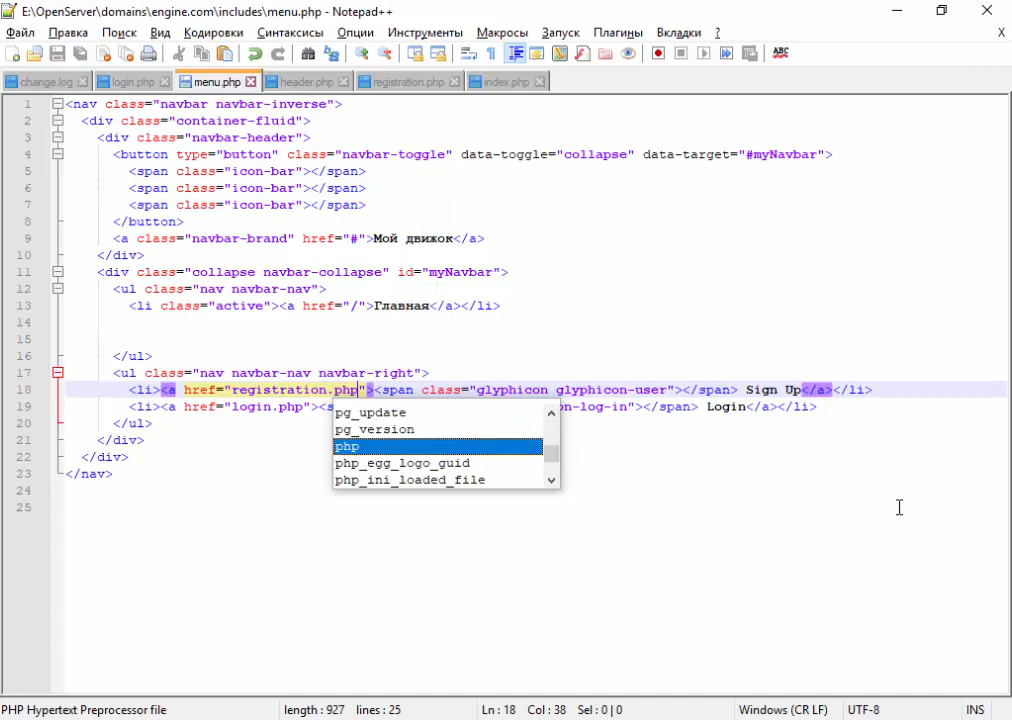 E:\OpenServer\domains\engine.com\includes\menu.php - Notepad++
Файл Правка Поиск Вид Кодировки Синтаксисы Опции Инструменты Макросы Запуск Плагины Вкладки ? X
change.log login.php menu.php header.php registration.php index.php
1 <nav class="navbar navbar-inverse">
2 <div class="container-fluid">
3 <div class="navbar-header">
4 <button type="button" class="navbar-toggle" data-toggle="collapse" data-target="#myNavbar">
5 <span class="icon-bar"></span>
6 <span class="icon-bar"></span>
7 <span class="icon-bar"></span>
8 </button>
9 <a class="navbar-brand" href="#">Мой движок</a>
10 </div>
11 <div class="collapse navbar-collapse" id="myNavbar">
12 <ul class="nav navbar-nav">
13 <li class="active"><a href="/">Главная</a></li>
14
15
16 </ul>
17 <ul class="nav navbar-nav navbar-right">
18 <li><a href="registration.php"><span class="glyphicon glyphicon-user"></span> Sign Up</a></li>
19 <li><a href="login.php"><s on-log-in"></span> Login</a></li>
20 </ul>
21 </div>
22 </div>
23 </nav>
24
25
pg_update
pg_version
php
php_egg_logo_guid
php_ini_loaded_file
PHP Hypertext Preprocessor file length : 927 lines : 25 Ln : 18 Col : 38 Sel : 0 | 0 Windows (CR LF) UTF-8 INS